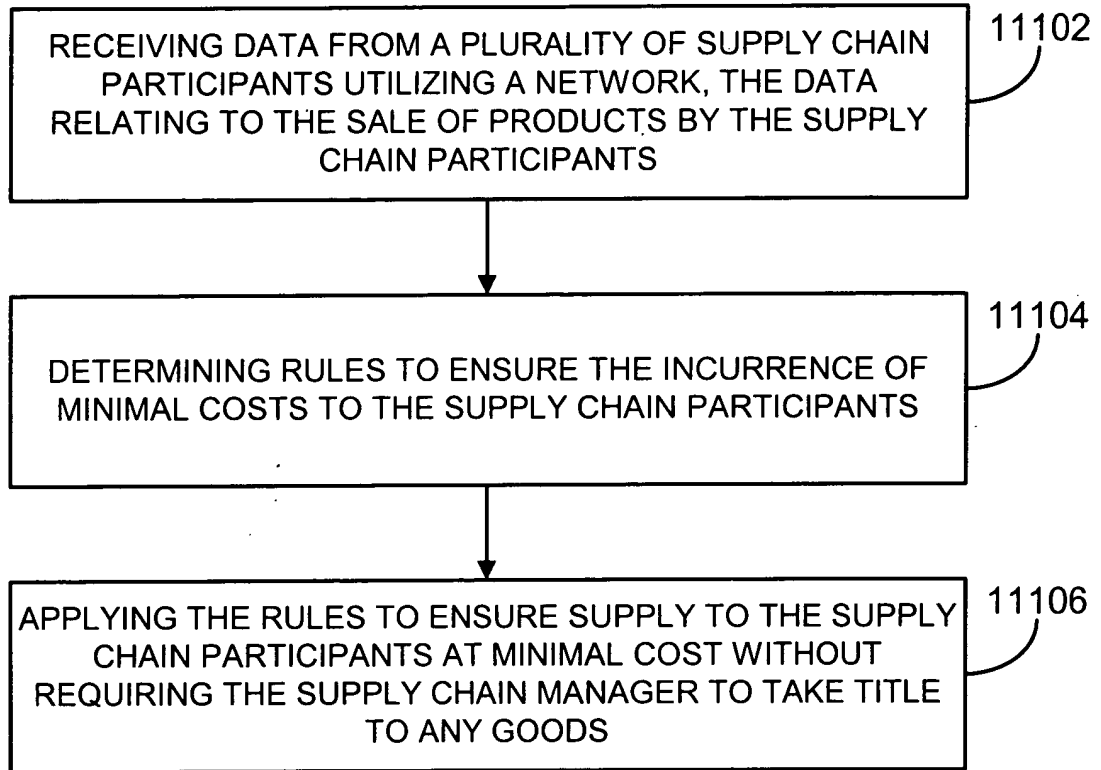 RECEIVING DATA FROM A PLURALITY OF SUPPLY CHAIN
PARTICIPANTS UTILIZING A NETWORK, THE DATA
RELATING TO THE SALE OF PRODUCTS BY THE SUPPLY
CHAIN PARTICIPANTS
11102
DETERMINING RULES TO ENSURE THE INCURRENCE OF
MINIMAL COSTS TO THE SUPPLY CHAIN PARTICIPANTS
11104
APPLYING THE RULES TO ENSURE SUPPLY TO THE SUPPLY
CHAIN PARTICIPANTS AT MINIMAL COST WITHOUT
REQUIRING THE SUPPLY CHAIN MANAGER TO TAKE TITLE
TO ANY GOODS
11106